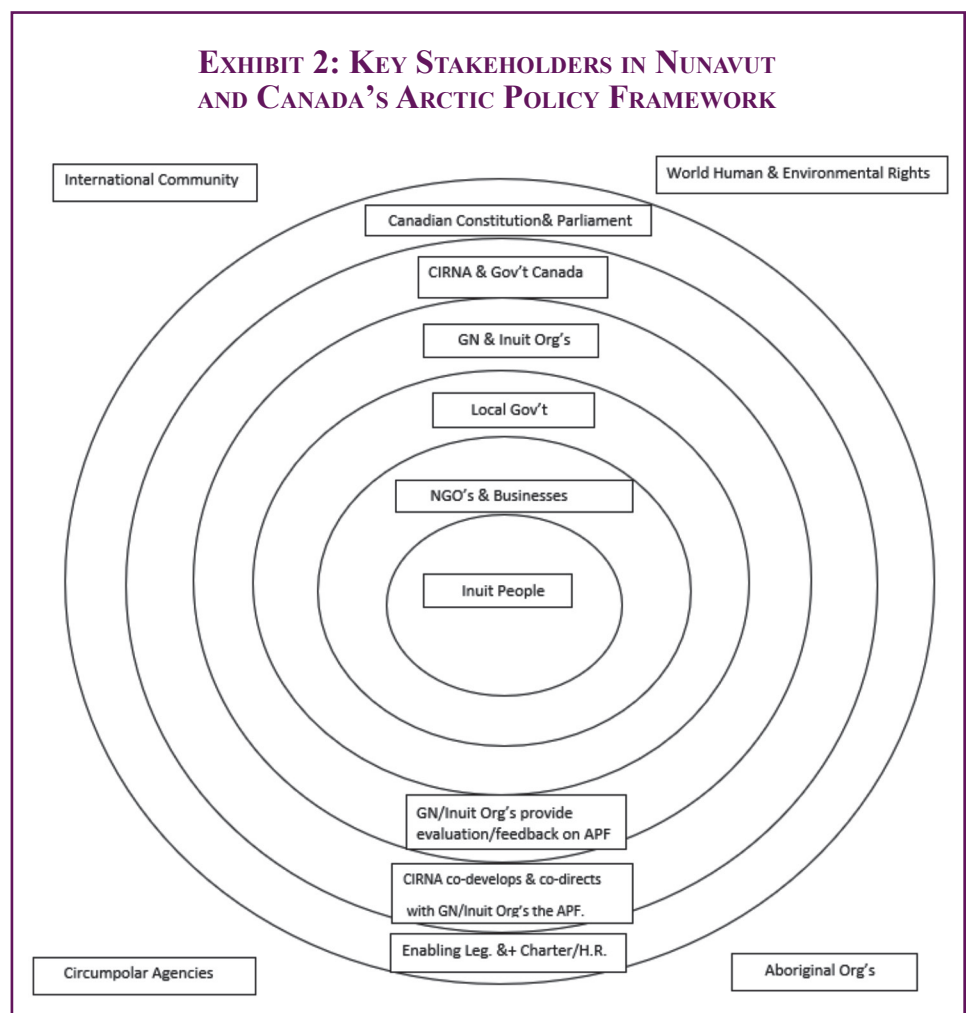 EXHIBIT 2: KEY STAKEHOLDERS IN NUNAVUT
AND CANADA'S ARCTIC POLICY FRAMEWORK
International Community
World Human & Environmental Rights
Canadian Constitution& Parliament
CIRNA & Gov't Canada
GN & Inuit Org's
Local Gov't
NGO's & Businesses
Inuit People
GN/Inuit Org's provide
evaluation/feedback on APF
CIRNA co-develops & co-directs
with GN/Inuit Org's the APF.
Enabling Leg. &+ Charter/H.R.
Circumpolar Agencies
Aboriginal Org's